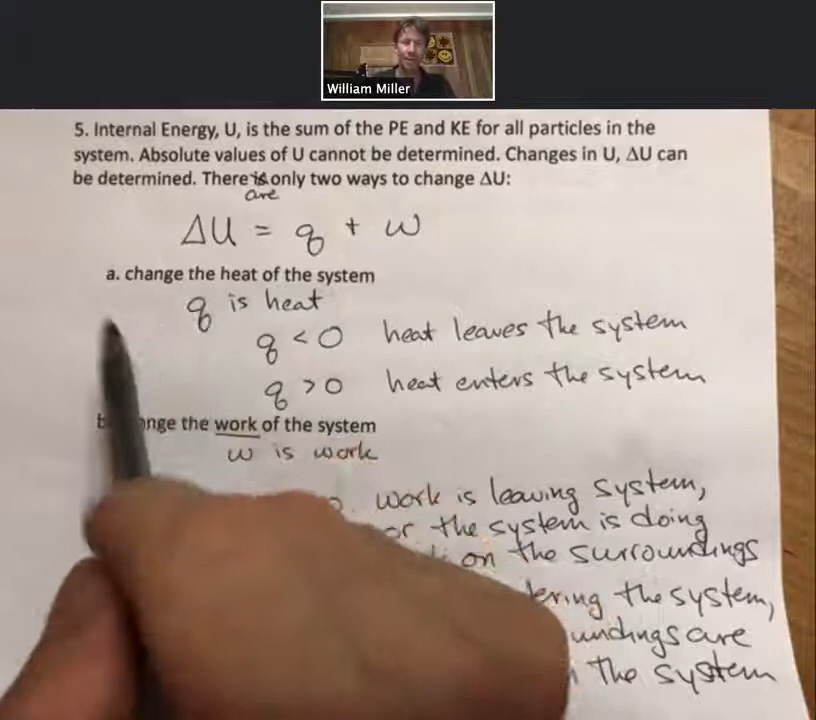 William Miller
5. Internal Energy, U, is the sum of the PE and KE for all particles in the
system. Absolute values of U cannot be determined. Changes in U, ΔU can
be determined. There is only two ways to change ΔU:
are
ΔU = q + w
a. change the heat of the system
q is heat
q < 0 heat leaves the system
q > 0 heat enters the system
the work of the system
w is work
work is leaving system,
or the system is doing
on the surroundings
the system,
are
the system